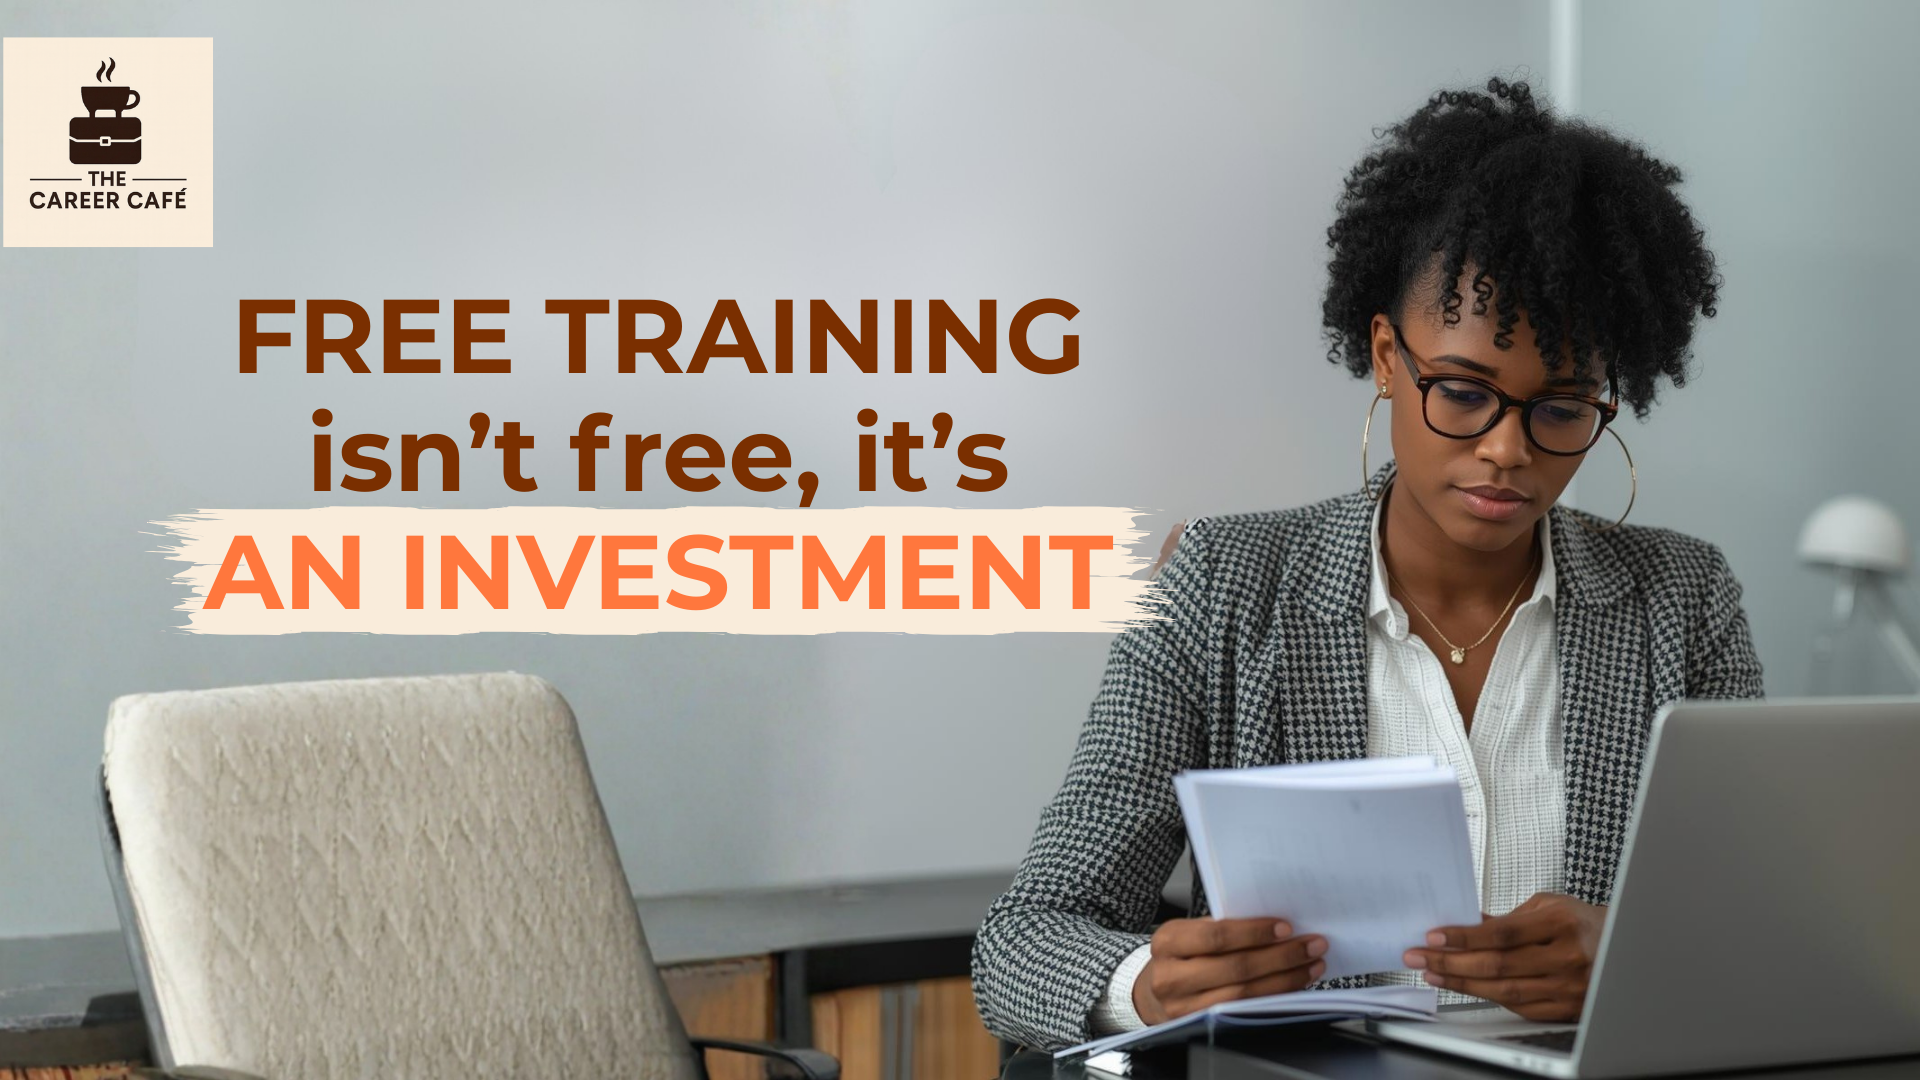 THE
CAREER CAFÉ
FREE TRAINING
isn’t free, it’s
AN INVESTMENT